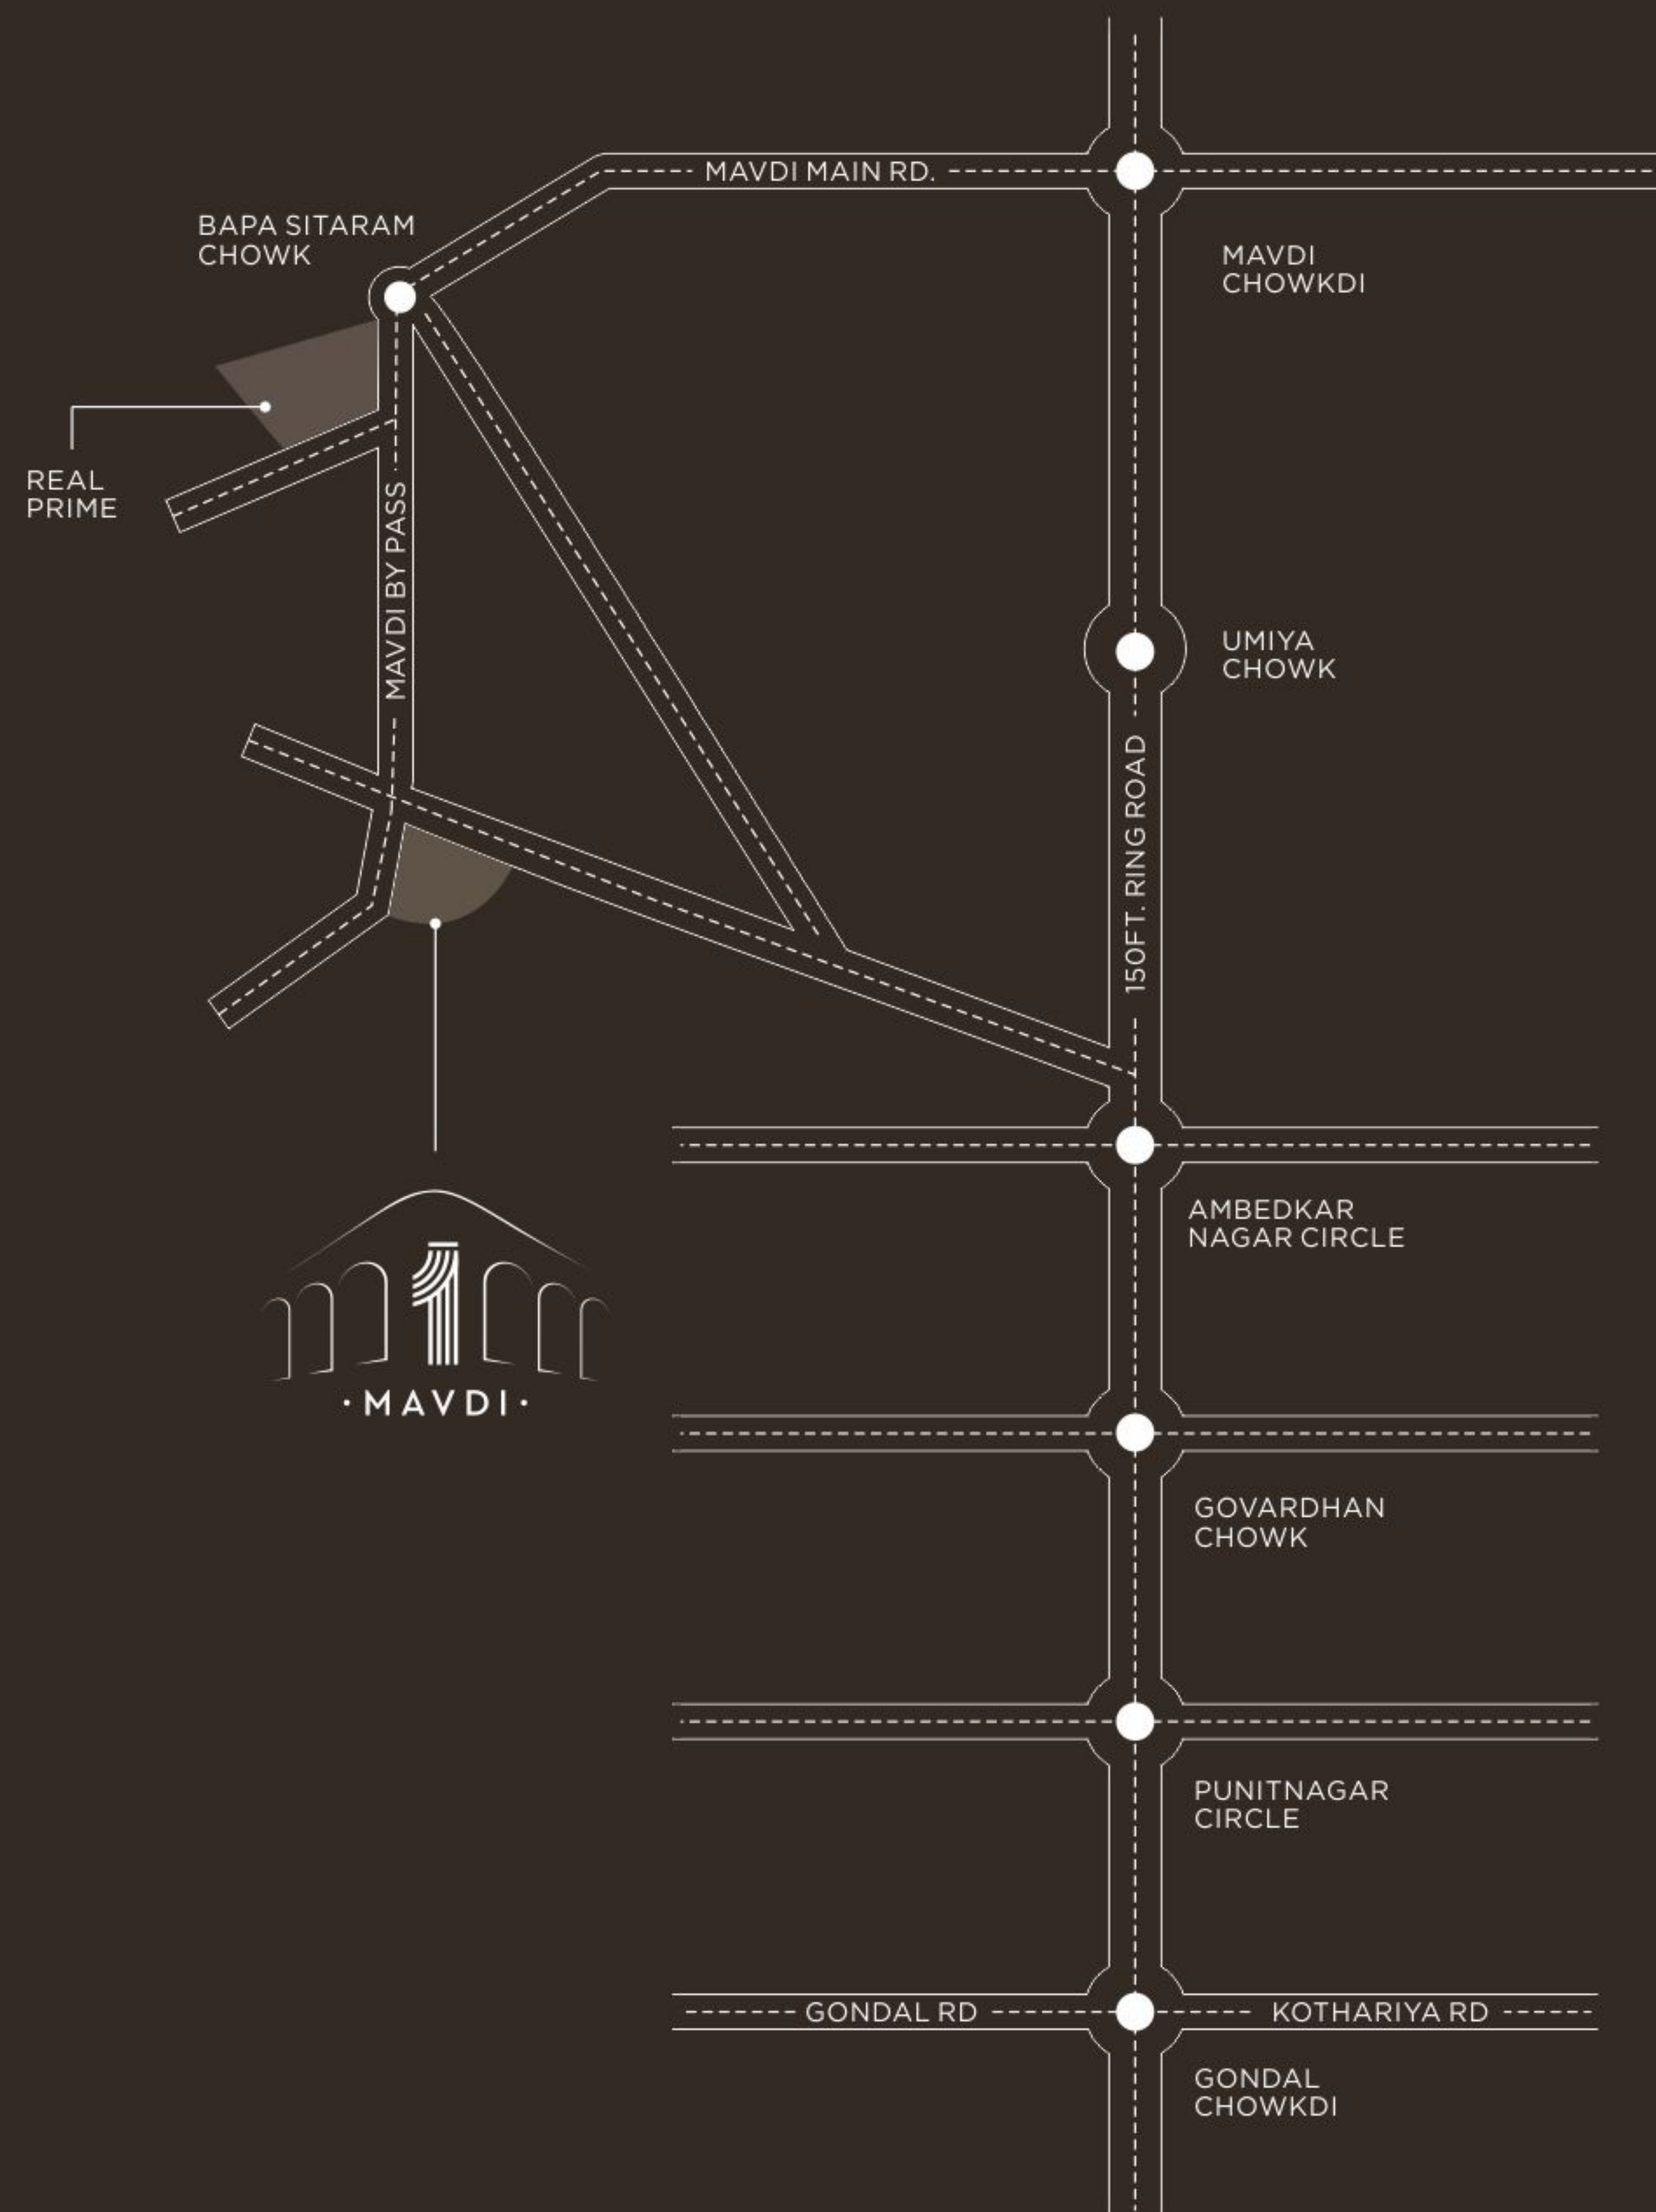 MAVDI MAIN RD.
BAPA SITARAM
CHOWK
MAVDI
CHOWKDI
REAL
PRIME
MAVDI BY PASS
UMIYA
CHOWK
150FT. RING ROAD
AMBEDKAR
NAGAR CIRCLE
1
• MAVDI •
GOVARDHAN
CHOWK
PUNITNAGAR
CIRCLE
GONDAL RD
KOTHARIYA RD
GONDAL
CHOWKDI